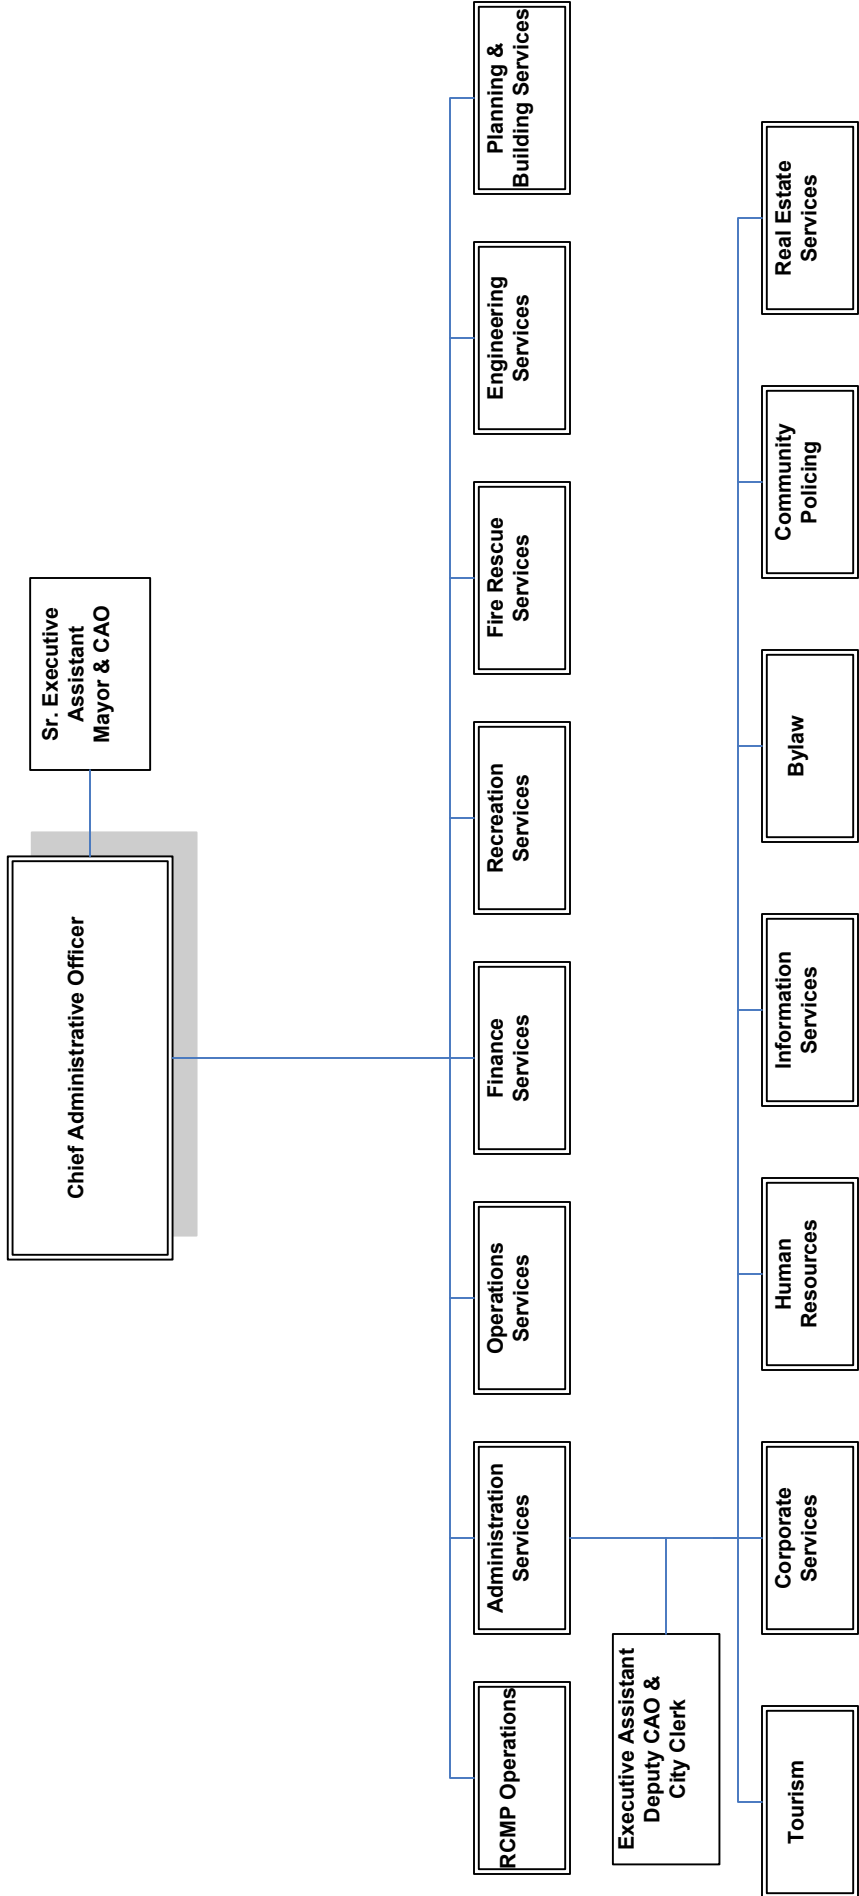 Chief Administrative Officer
Sr. Executive
Assistant
Mayor & CAO
RCMP Operations
Administration
Services
Operations
Services
Finance
Services
Recreation
Services
Fire Rescue
Services
Engineering
Services
Planning &
Building Services
Executive Assistant
Deputy CAO &
City Clerk
Tourism
Corporate
Services
Human
Resources
Information
Services
Bylaw
Community
Policing
Real Estate
Services